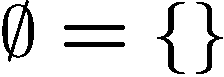 ∅ = {}